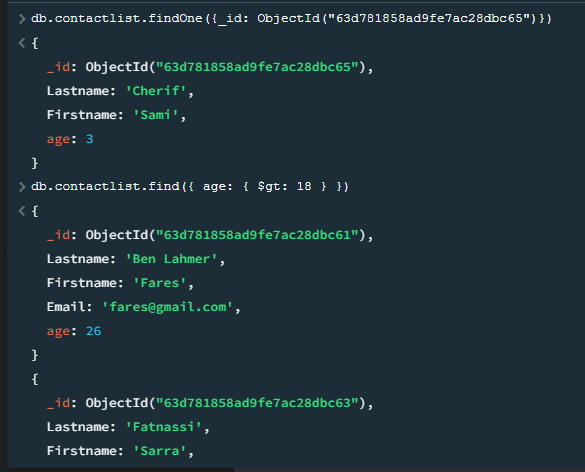 > db.contactlist.findOne({_id: ObjectId("63d781858ad9fe7ac28dbc65")})
< {
_id: ObjectId("63d781858ad9fe7ac28dbc65"),
Lastname: 'Cherif',
Firstname: 'Sami',
age: 3
}
> db.contactlist.find({ age: { $gt: 18 } })
< {
_id: ObjectId("63d781858ad9fe7ac28dbc61"),
Lastname: 'Ben Lahmer',
Firstname: 'Fares',
Email: 'fares@gmail.com',
age: 26
}
{
_id: ObjectId("63d781858ad9fe7ac28dbc63"),
Lastname: 'Fatnassi',
Firstname: 'Sarra',